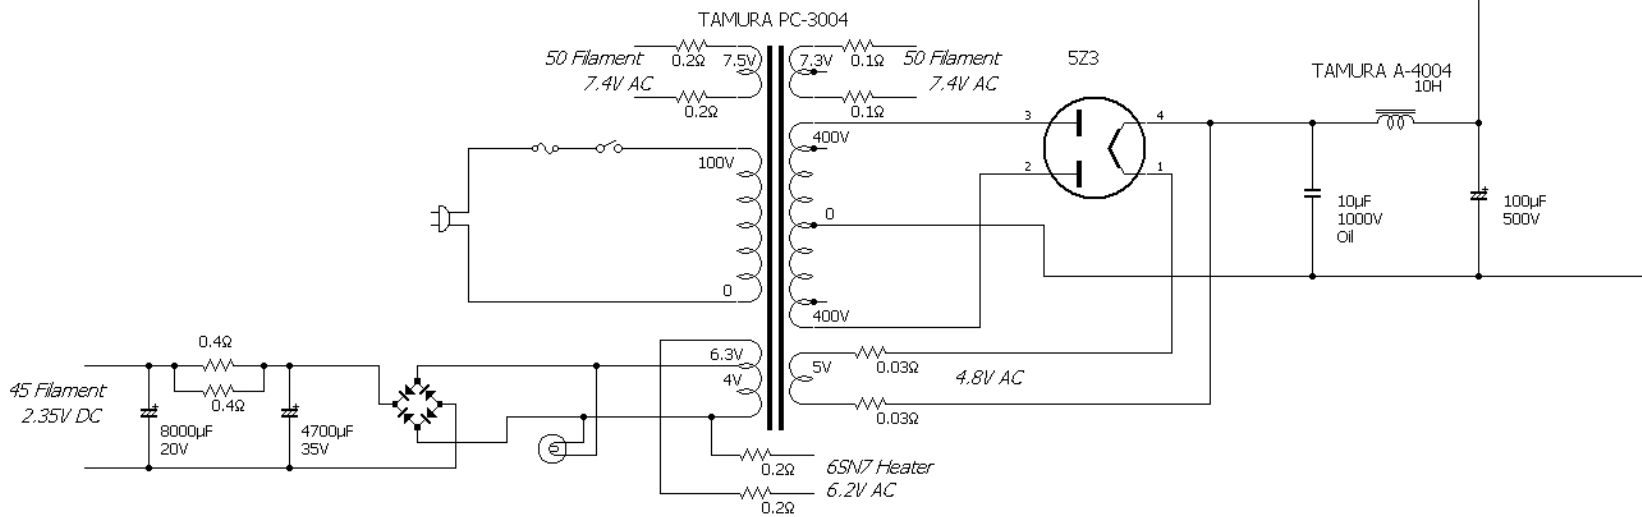 TAMURA PC-3004
50 Filament
7.4V AC
0.2Ω
0.2Ω
7.5V
7.3V
0.1Ω
0.1Ω
50 Filament
7.4V AC
5Z3
TAMURA A-4004
10H
100V
0
400V
0
400V
3
2
4
1
10μF
1000V
Oil
100μF
500V
45 Filament
2.35V DC
0.4Ω
0.4Ω
8000μF
20V
4700μF
35V
6.3V
4V
5V
0.03Ω
0.03Ω
4.8V AC
0.2Ω
0.2Ω
6SN7 Heater
6.2V AC